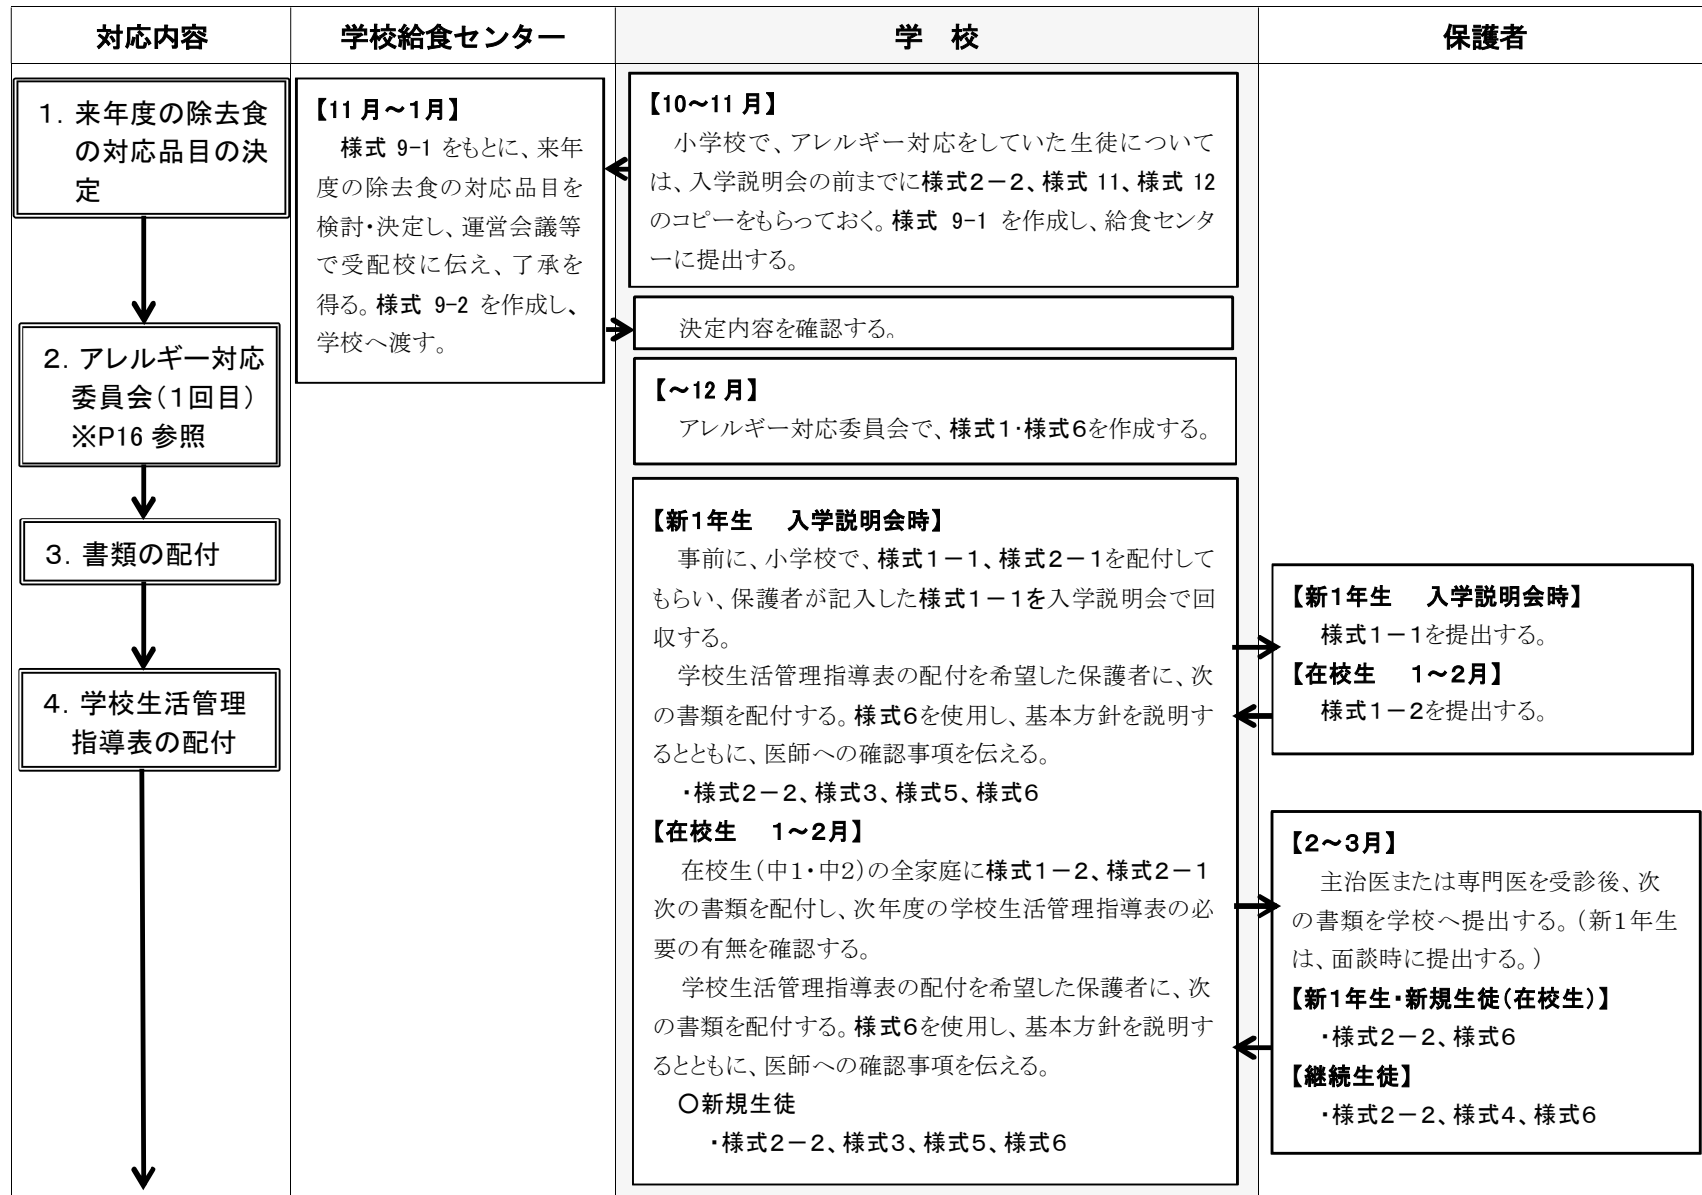 対応内容
学校給食センター
学　校
保護者
1. 来年度の除去食
の対応品目の決
定
2. アレルギー対応
委員会（1回目）
※P16 参照
3. 書類の配付
4. 学校生活管理
指導表の配付
【11 月～1月】
様式 9-1 をもとに、来年
度の除去食の対応品目を
検討・決定し、運営会議等
で受配校に伝え、了承を
得る。様式 9-2 を作成し、
学校へ渡す。
【10～11 月】
小学校で、アレルギー対応をしていた生徒について
は、入学説明会の前までに様式2－2、様式 11、様式 12
のコピーをもらっておく。様式 9-1 を作成し、給食センタ
ーに提出する。
決定内容を確認する。
【～12 月】
アレルギー対応委員会で、様式1・様式6を作成する。
【新1年生　入学説明会時】
事前に、小学校で、様式1－1、様式2－1を配付して
もらい、保護者が記入した様式1－1を入学説明会で回
収する。
学校生活管理指導表の配付を希望した保護者に、次
の書類を配付する。様式6を使用し、基本方針を説明す
るとともに、医師への確認事項を伝える。
・様式2－2、様式3、様式5、様式6
【在校生　1～2月】
在校生（中1・中2）の全家庭に様式1－2、様式2－1
次の書類を配付し、次年度の学校生活管理指導表の必
要の有無を確認する。
学校生活管理指導表の配付を希望した保護者に、次
の書類を配付する。様式6を使用し、基本方針を説明す
るとともに、医師への確認事項を伝える。
○新規生徒
・様式2－2、様式3、様式5、様式6
【新1年生　入学説明会時】
様式1－1を提出する。
【在校生　1～2月】
様式1－2を提出する。
【2～3月】
主治医または専門医を受診後、次
の書類を学校へ提出する。（新1年生
は、面談時に提出する。）
【新1年生・新規生徒（在校生）】
・様式2－2、様式6
【継続生徒】
・様式2－2、様式4、様式6